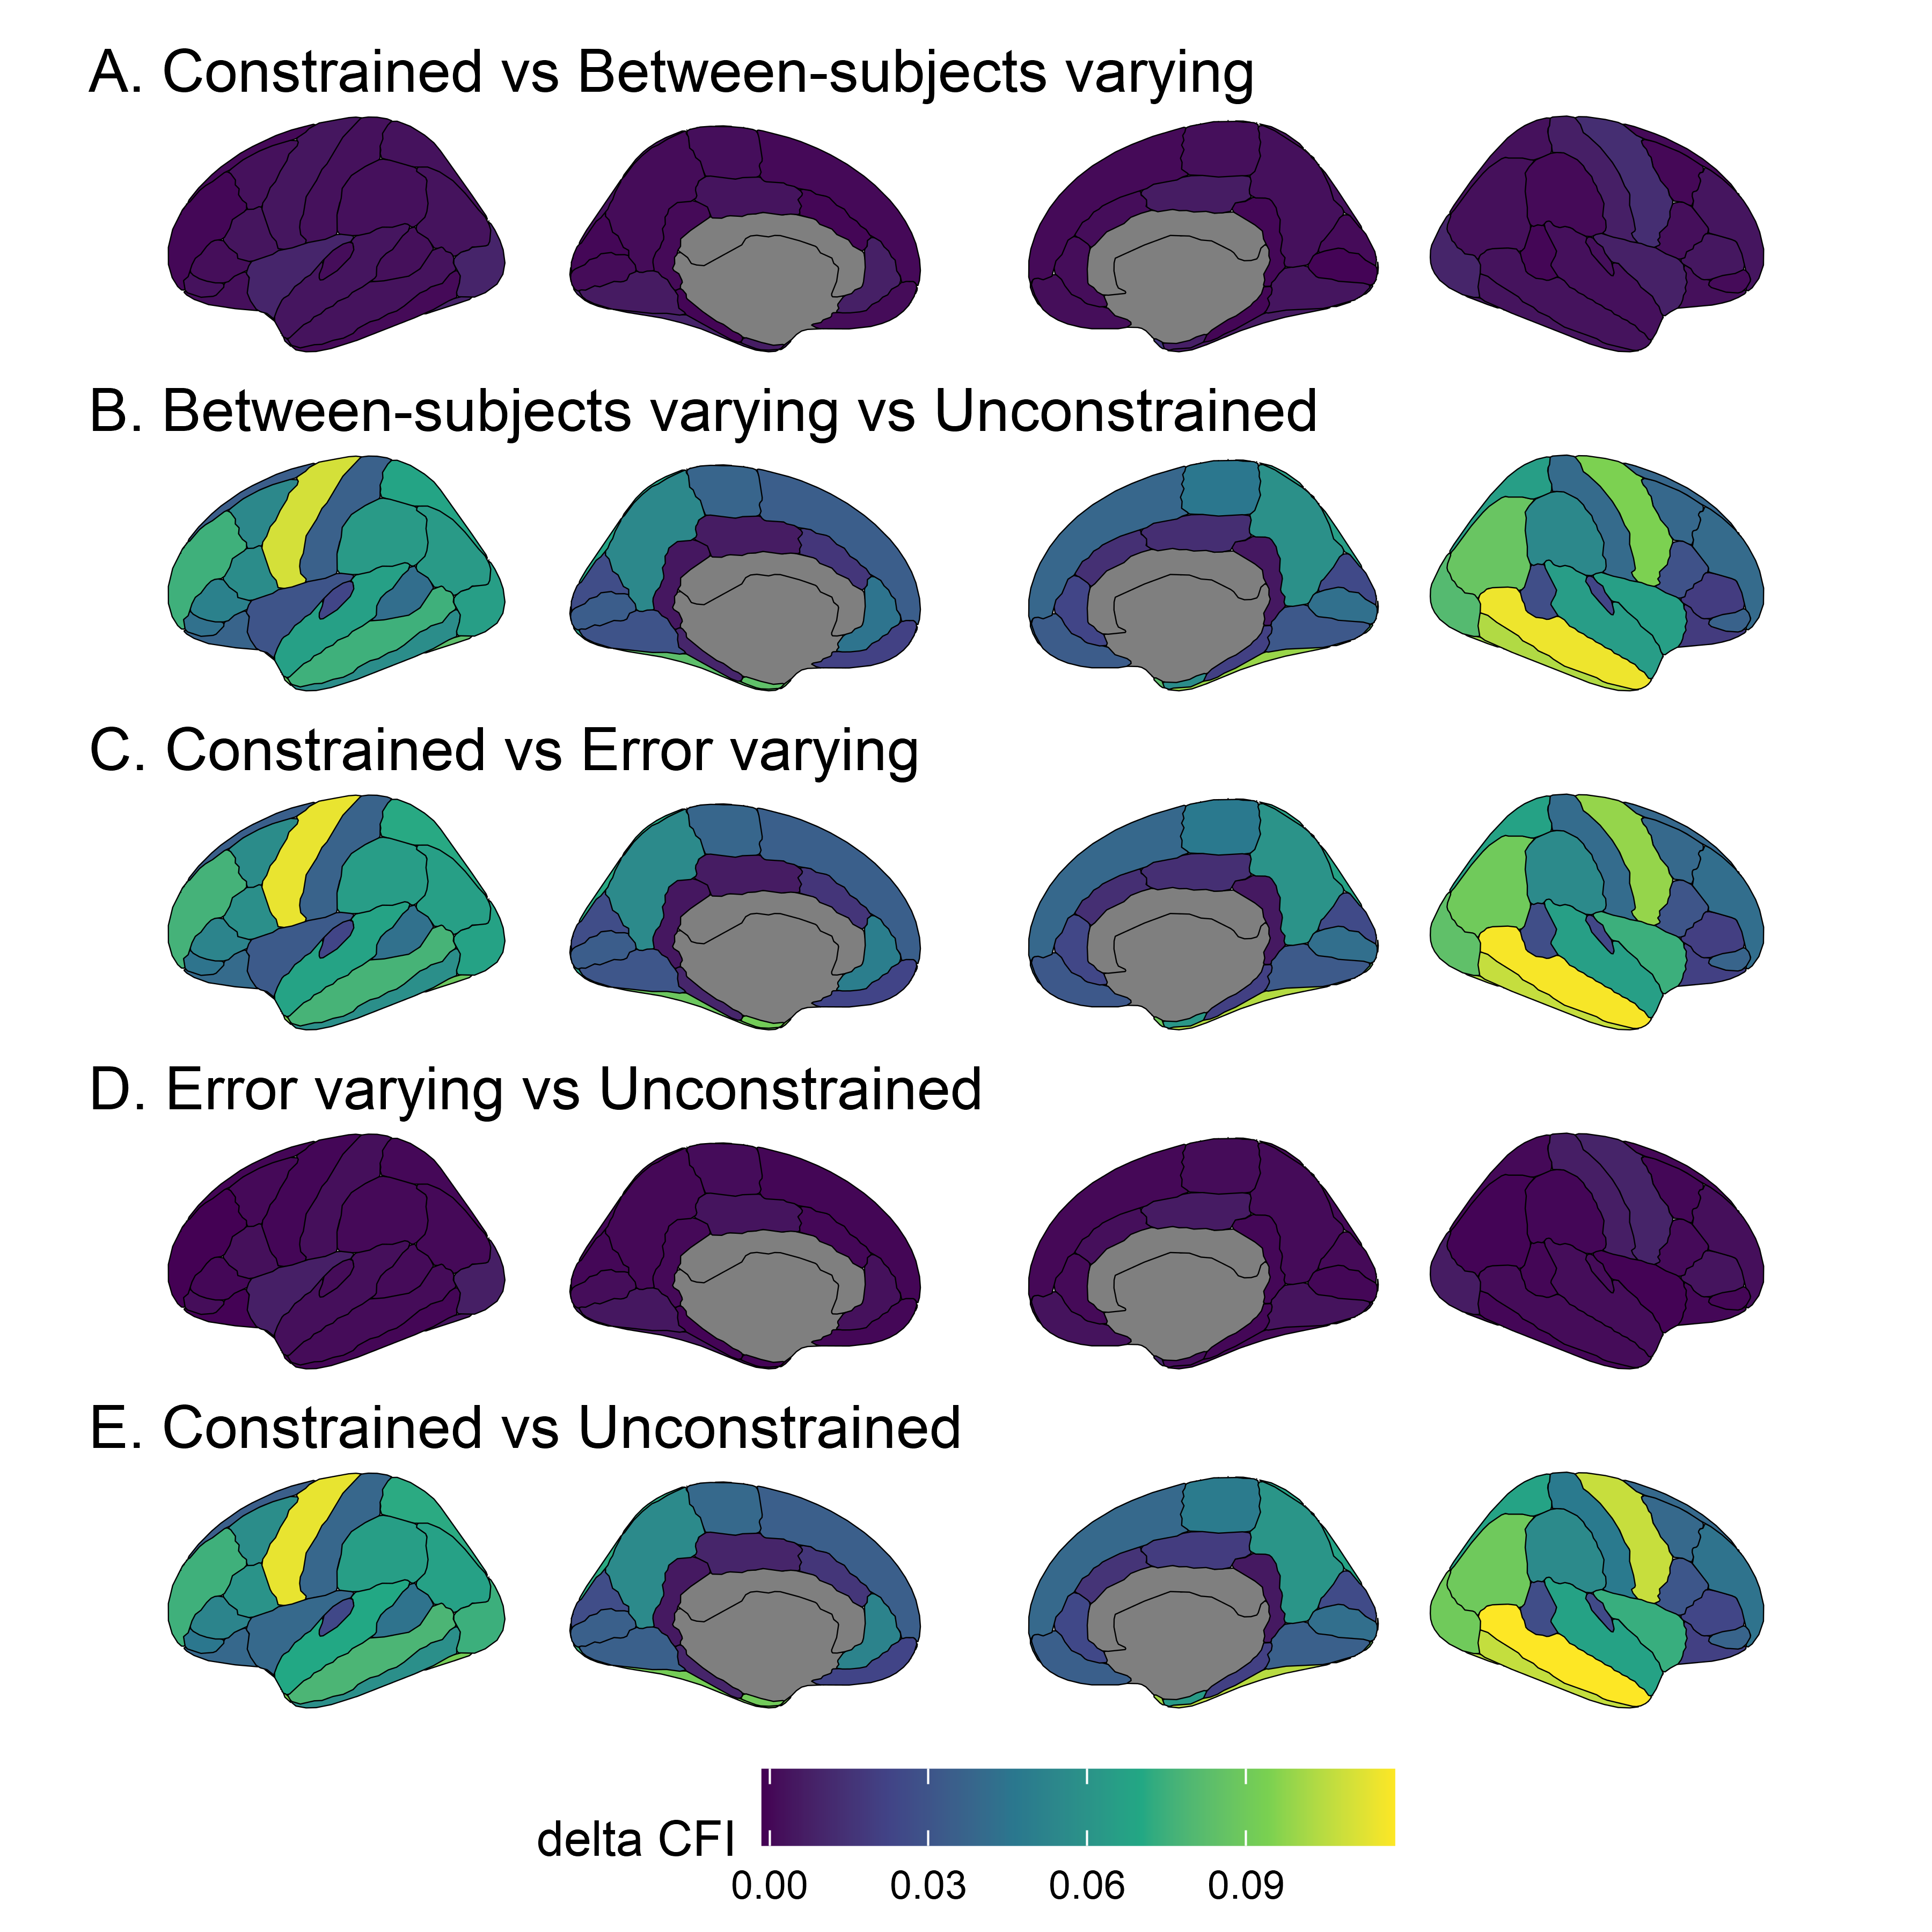 A. Constrained vs Between-subjects varying
B. Between-subjects varying vs Unconstrained
C. Constrained vs Error varying
D. Error varying vs Unconstrained
E. Constrained vs Unconstrained
delta CFI
0.00 0.03 0.06 0.09